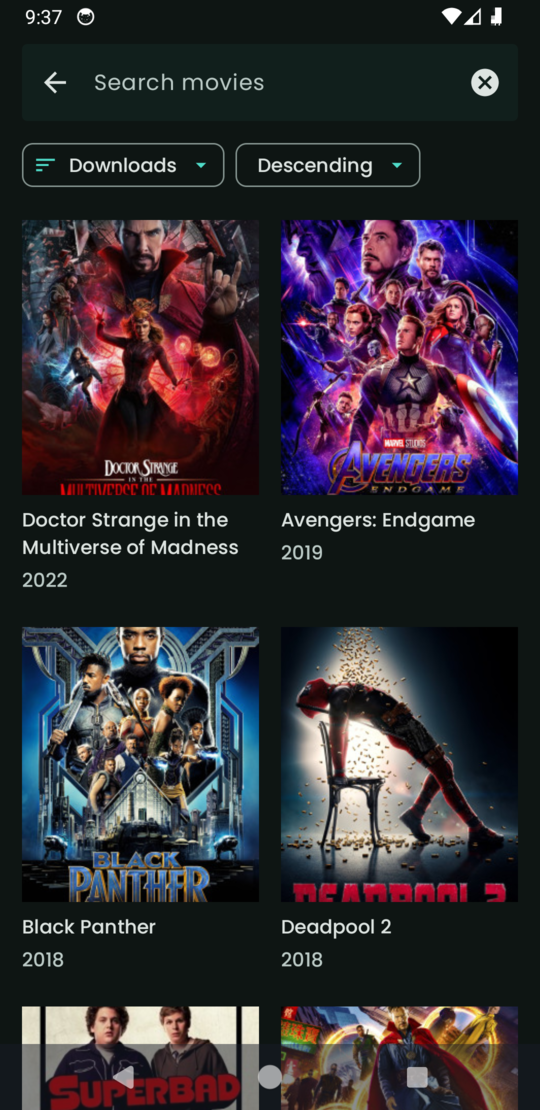 9:37
Search movies
Downloads
Descending
DOCTOR STRANGE
IN THE
MULTIVERSE OF MADNESS
MARVEL STUDIOS
AVENGERS
ENDGAME
Doctor Strange in the
Multiverse of Madness
2022
Avengers: Endgame
2019
BLACK
PANTHER
DEADPOOL 2
Black Panther
2018
Deadpool 2
2018
SUPERBAD